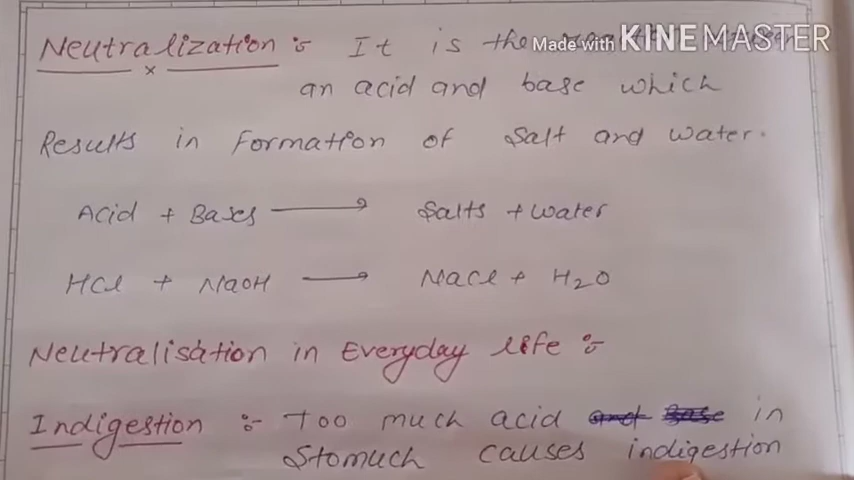 Neutralization :- It is the
Made with KINEMASTER
an acid and base which
Results in Formation of Salt and water.
Acid + Bases ⟶ Salts + water
HCl + NaOH ⟶ NaCl + H₂O
Neutralisation in Everyday life :-
Indigestion :- Too much acid and Base in
Stomuch causes indigestion